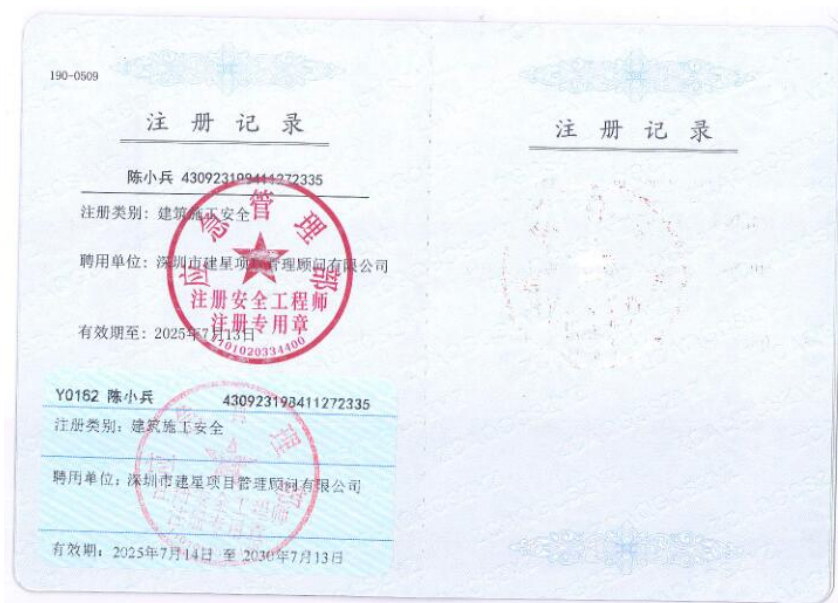 190-0509
注册记录
陈小兵 430923198411272335
注册类别：建筑施工安全
聘用单位：深圳市建星项目管理顾问有限公司
有效期至：2025年7月13日
应急管理部
注册安全工程师
注册专用章
701020334400
Y0162 陈小兵 430923198411272335
注册类别：建筑施工安全
聘用单位：深圳市建星项目管理顾问有限公司
有效期：2025年7月14日 至 2030年7月13日
注册记录